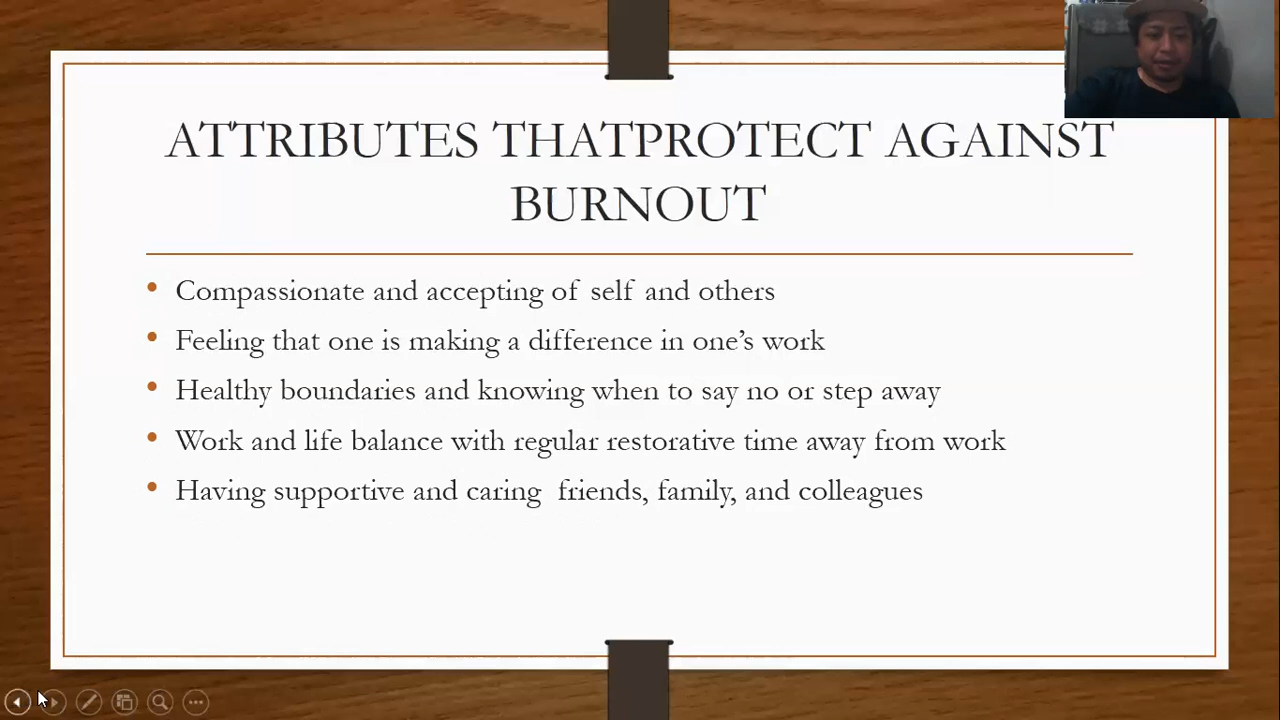 ATTRIBUTES THATPROTECT AGAINST
BURNOUT
• Compassionate and accepting of self and others
• Feeling that one is making a difference in one’s work
• Healthy boundaries and knowing when to say no or step away
• Work and life balance with regular restorative time away from work
• Having supportive and caring  friends, family, and colleagues